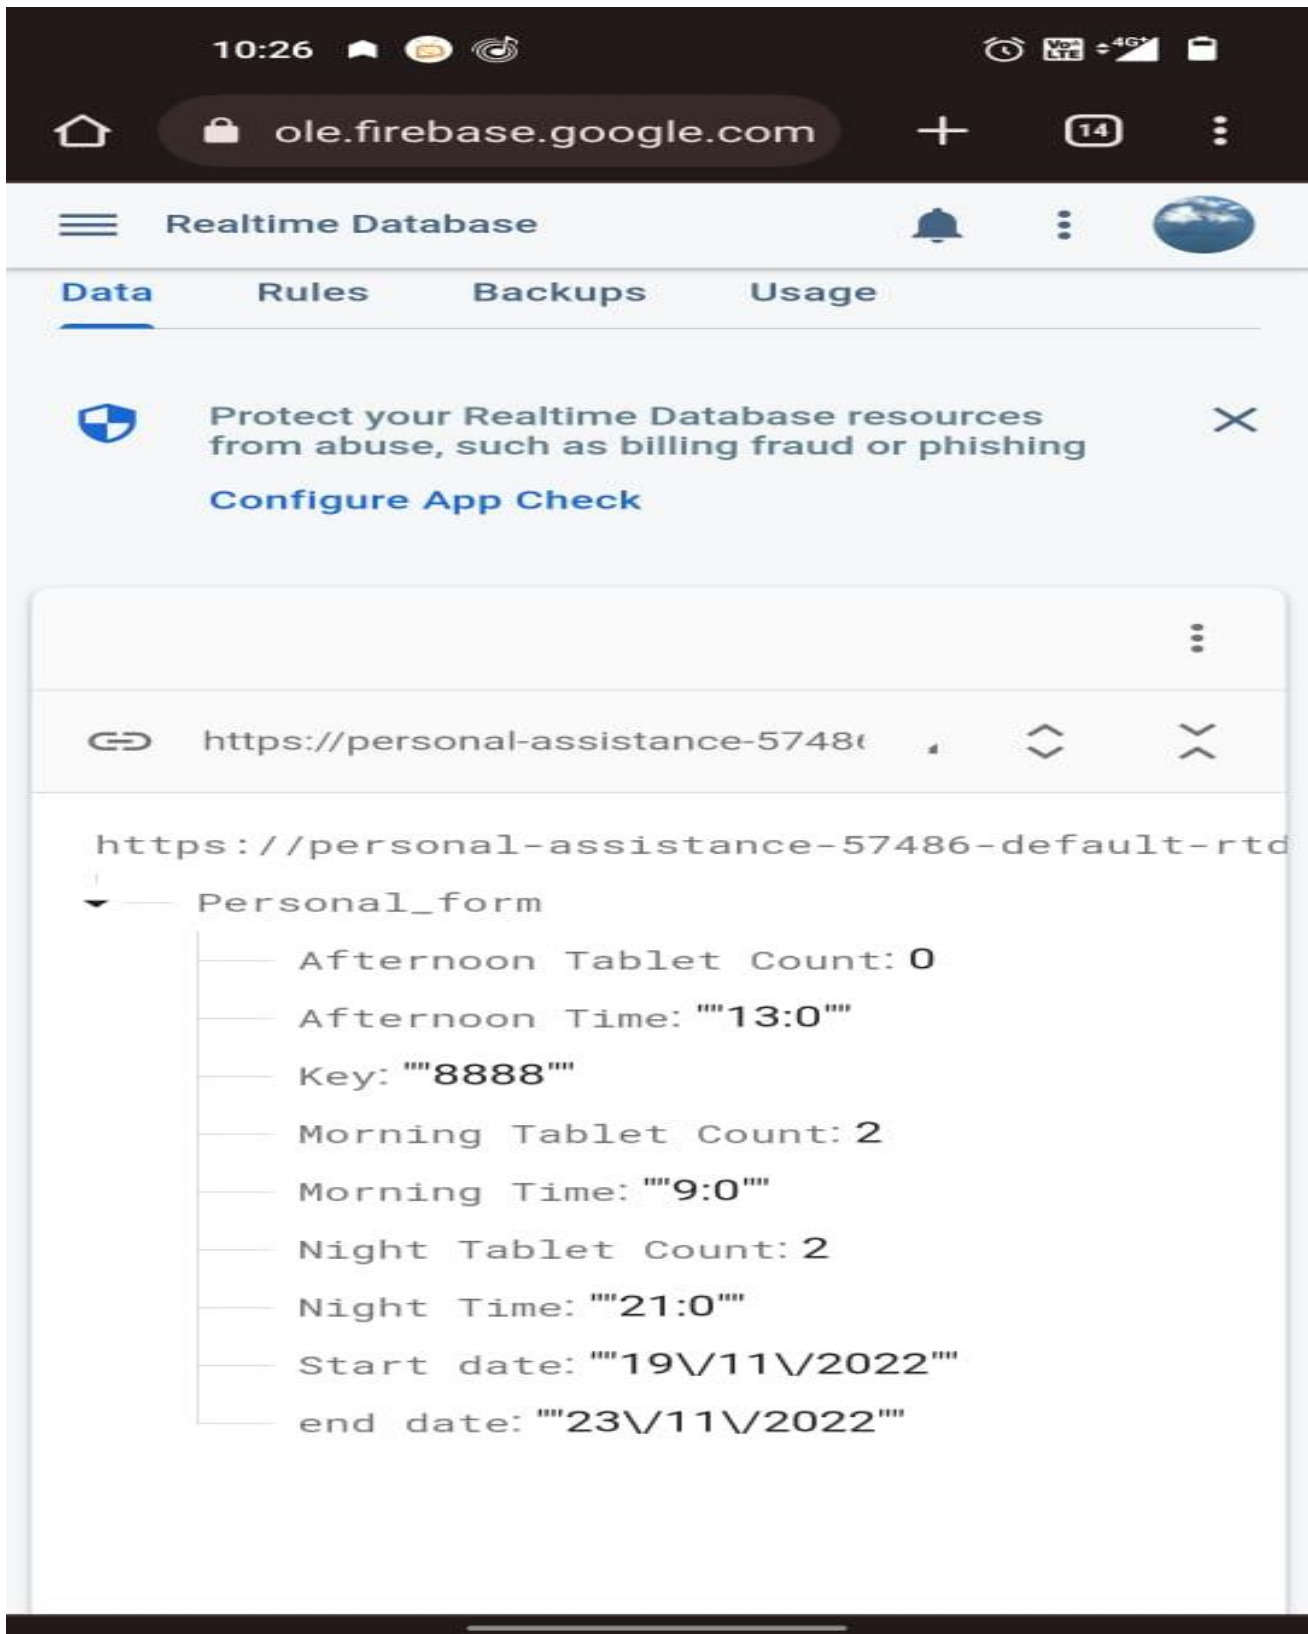 10:26
Vo LTE 4G+
ole.firebase.google.com 14
Realtime Database
Data Rules Backups Usage
Protect your Realtime Database resources
from abuse, such as billing fraud or phishing
Configure App Check
https://personal-assistance-5748
https://personal-assistance-57486-default-rtd
Personal_form
Afternoon Tablet Count: 0
Afternoon Time: ""13:0""
Key: ""8888""
Morning Tablet Count: 2
Morning Time: ""9:0""
Night Tablet Count: 2
Night Time: ""21:0""
Start date: ""19\/11\/2022""
end date: ""23\/11\/2022""